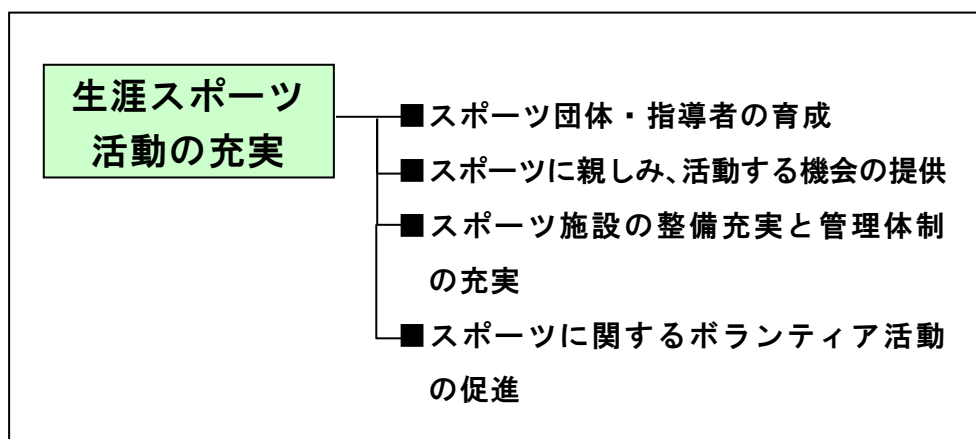 生涯スポーツ
活動の充実
■スポーツ団体・指導者の育成
■スポーツに親しみ、活動する機会の提供
■スポーツ施設の整備充実と管理体制
の充実
■スポーツに関するボランティア活動
の促進